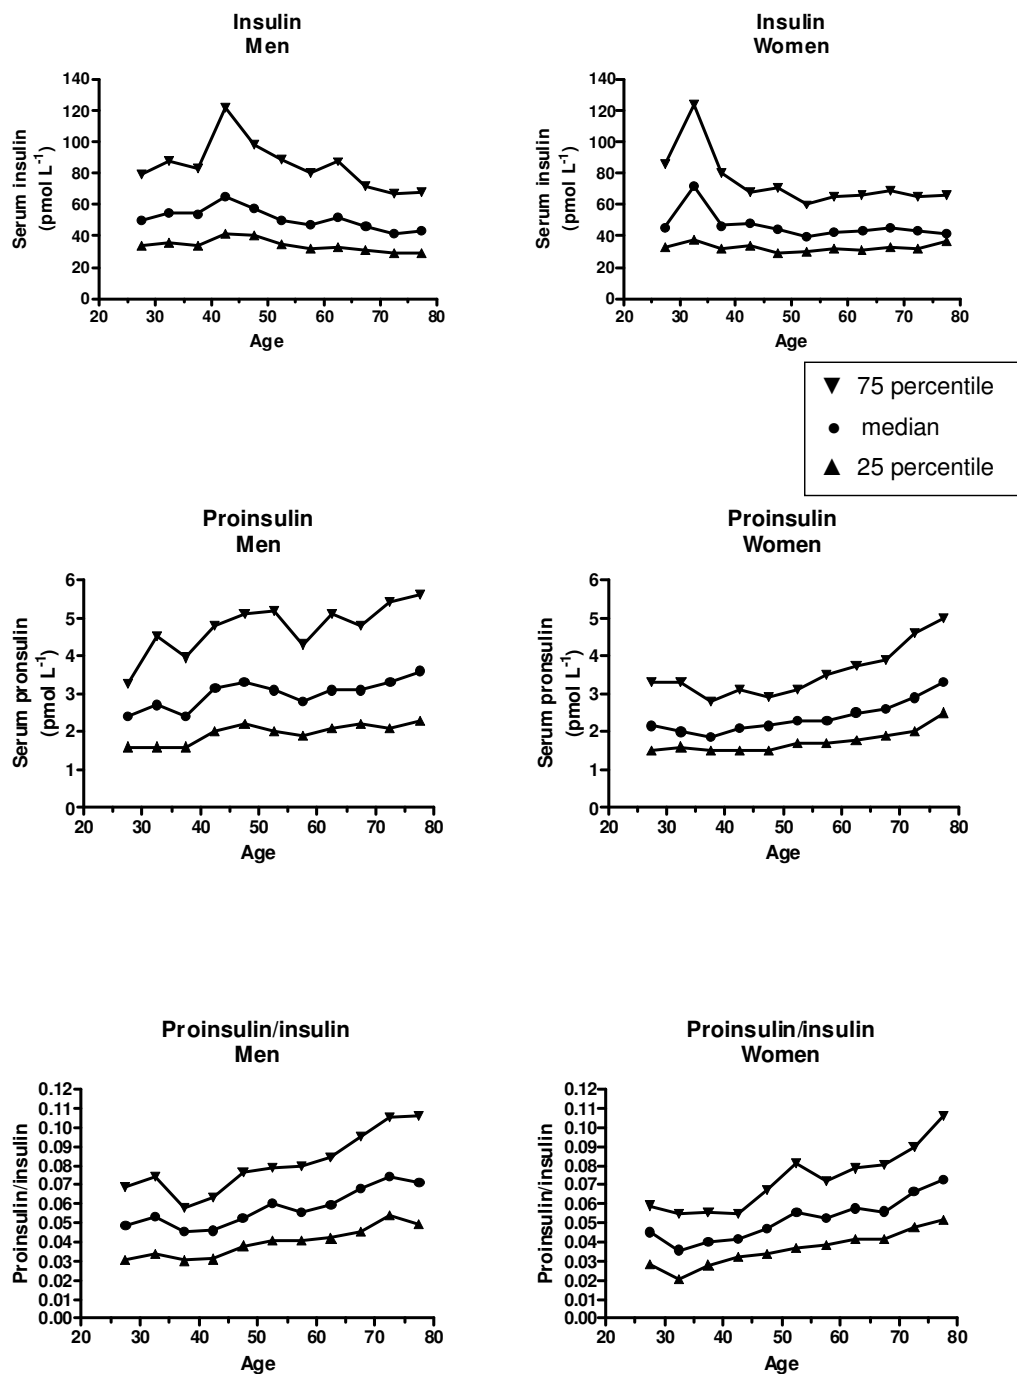 Insulin
Men
Serum insulin
(pmol L-1)
140
120
100
80
60
40
20
0
20 30 40 50 60 70 80
Age
Insulin
Women
Serum insulin
(pmol L-1)
140
120
100
80
60
40
20
0
20 30 40 50 60 70 80
Age
75 percentile
median
25 percentile
Proinsulin
Men
Serum pronsulin
(pmol L-1)
6
5
4
3
2
1
0
20 30 40 50 60 70 80
Age
Proinsulin
Women
Serum pronsulin
(pmol L-1)
6
5
4
3
2
1
0
20 30 40 50 60 70 80
Age
Proinsulin/insulin
Men
Proinsulin/insulin
0.12
0.11
0.10
0.09
0.08
0.07
0.06
0.05
0.04
0.03
0.02
0.01
0.00
20 30 40 50 60 70 80
Age
Proinsulin/insulin
Women
Proinsulin/insulin
0.12
0.11
0.10
0.09
0.08
0.07
0.06
0.05
0.04
0.03
0.02
0.01
0.00
20 30 40 50 60 70 80
Age